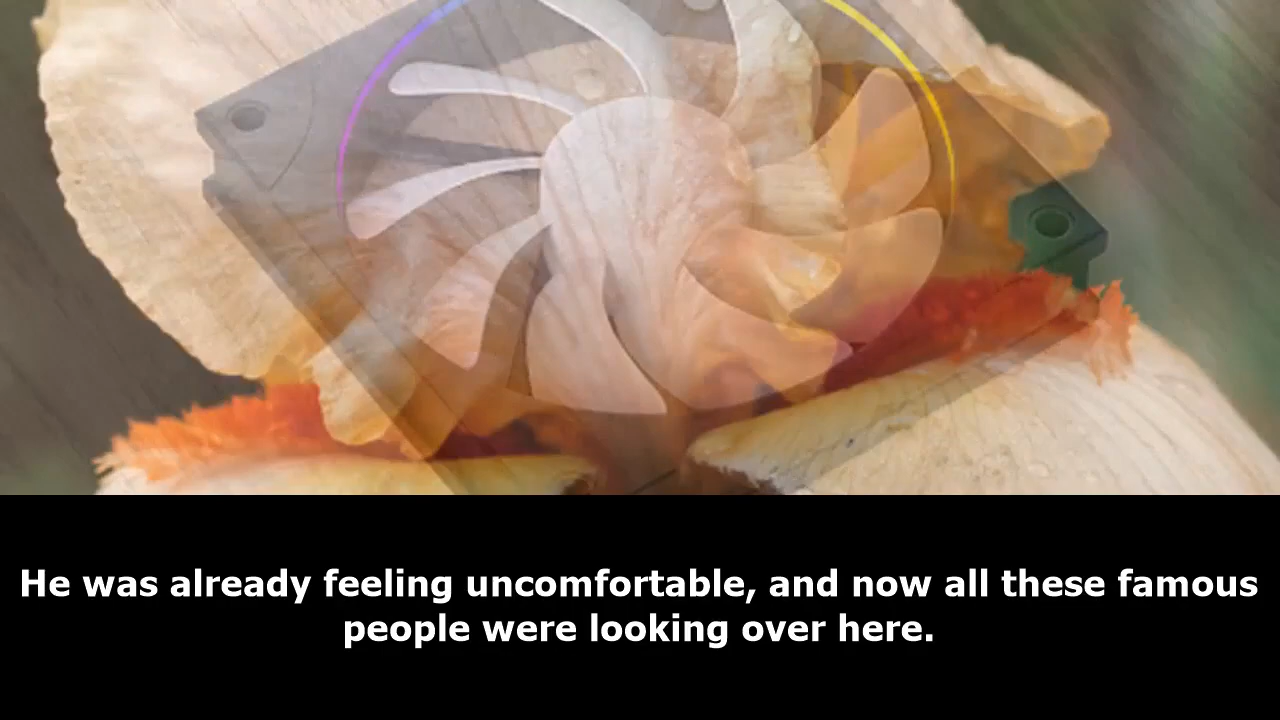 He was already feeling uncomfortable, and now all these famous
people were looking over here.